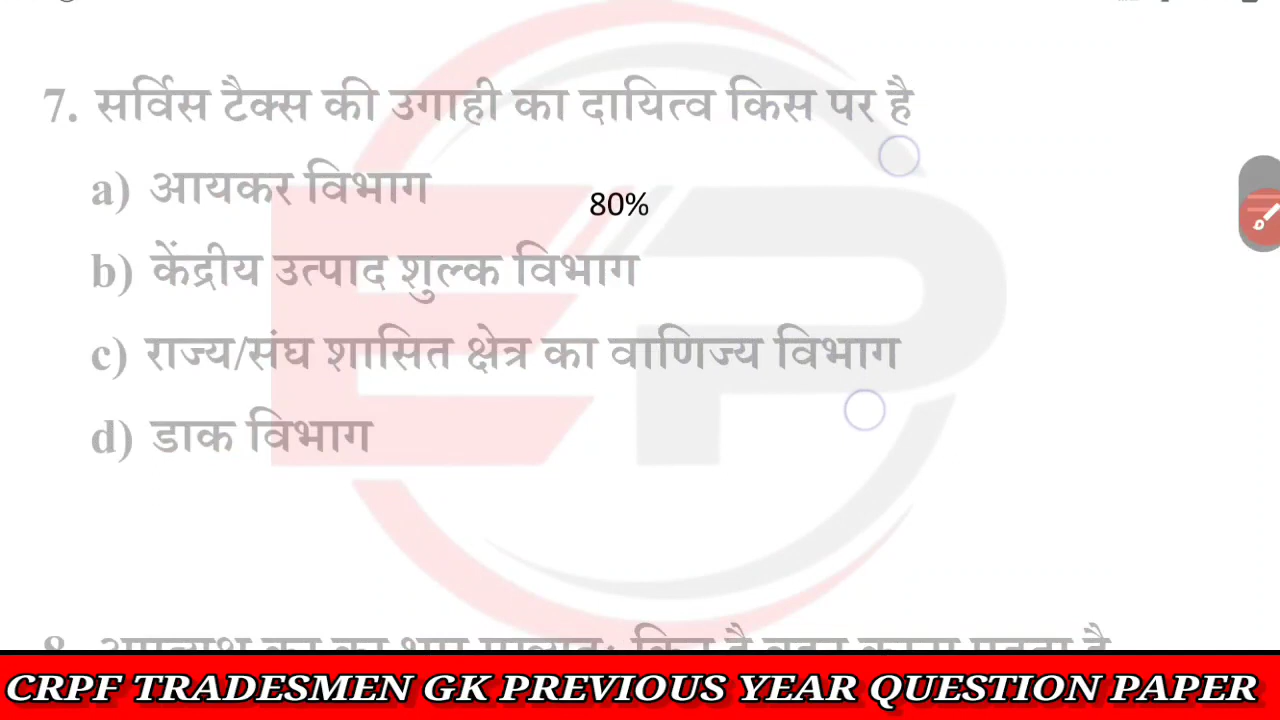 7. सर्विस टैक्स की उगाही का दायित्व किस पर है
a) आयकर विभाग
80%
b) केंद्रीय उत्पाद शुल्क विभाग
c) राज्य/संघ शासित क्षेत्र का वाणिज्य विभाग
d) डाक विभाग
CRPF TRADESMEN GK PREVIOUS YEAR QUESTION PAPER